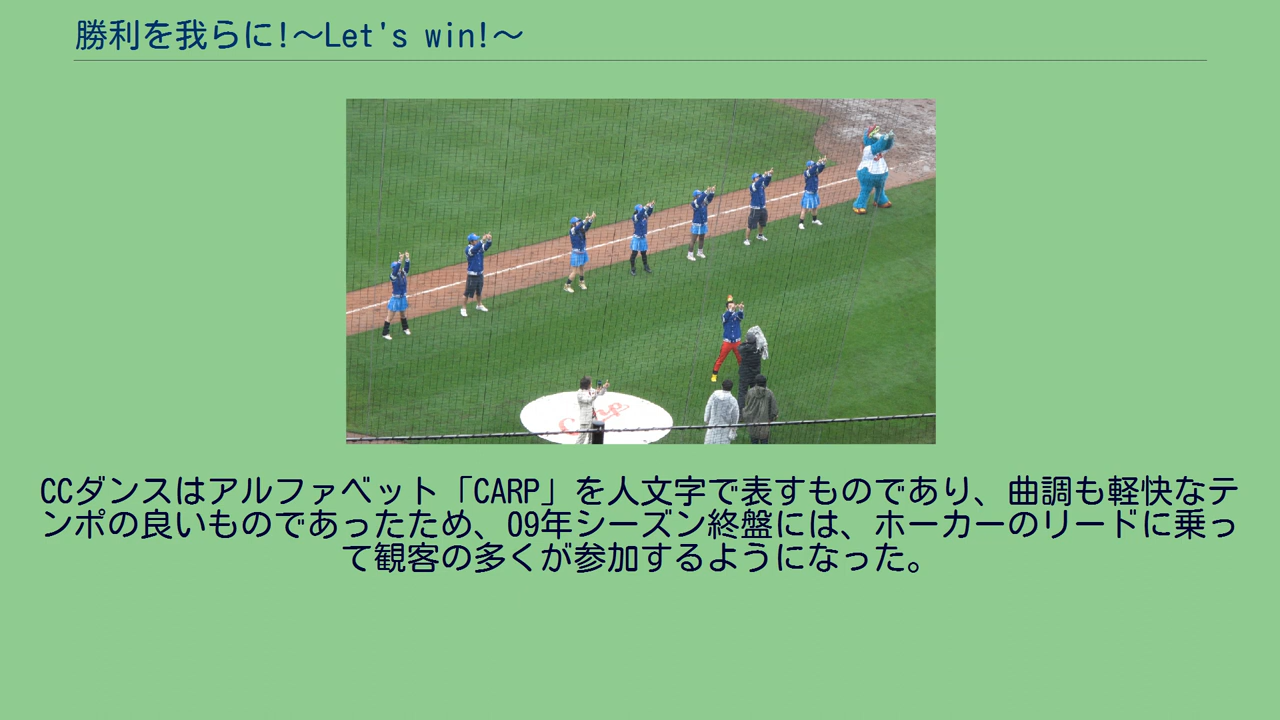 勝利を我らに!～Let's win!～
Carp
CCダンスはアルファベット「CARP」を人文字で表すものであり、曲調も軽快なテ
ンポの良いものであったため、09年シーズン終盤には、ホーカーのリードに乗っ
て観客の多くが参加するようになった。